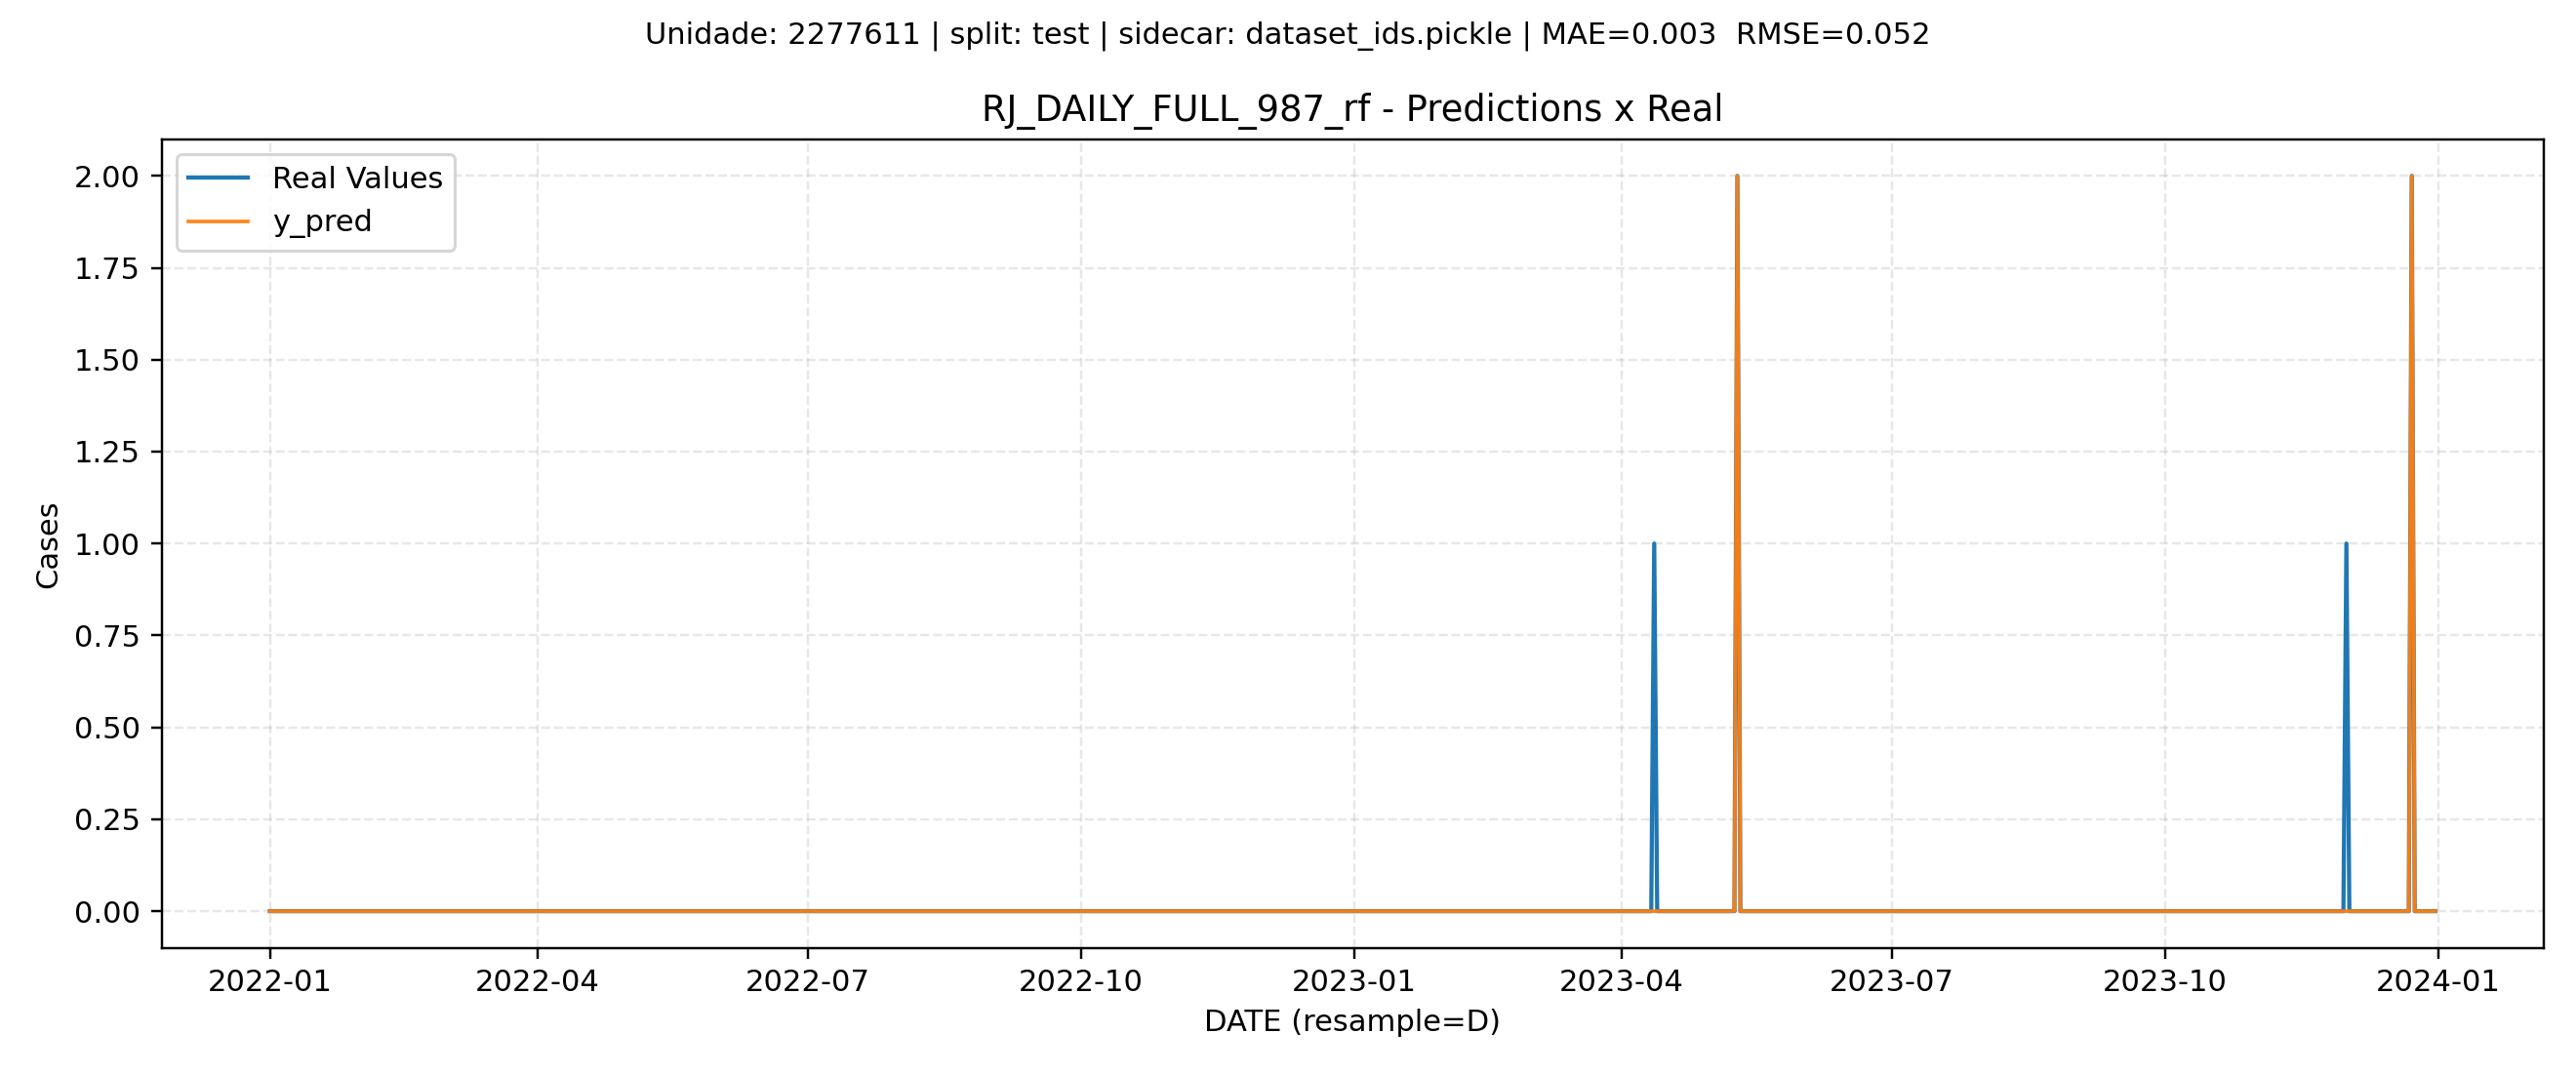 Unidade: 2277611 | split: test | sidecar: dataset_ids.pickle | MAE=0.003  RMSE=0.052
RJ_DAILY_FULL_987_rf - Predictions x Real
Real Values
y_pred
2.00
1.75
1.50
1.25
1.00
0.75
0.50
0.25
0.00
Cases
2022-01 2022-04 2022-07 2022-10 2023-01 2023-04 2023-07 2023-10 2024-01
DATE (resample=D)